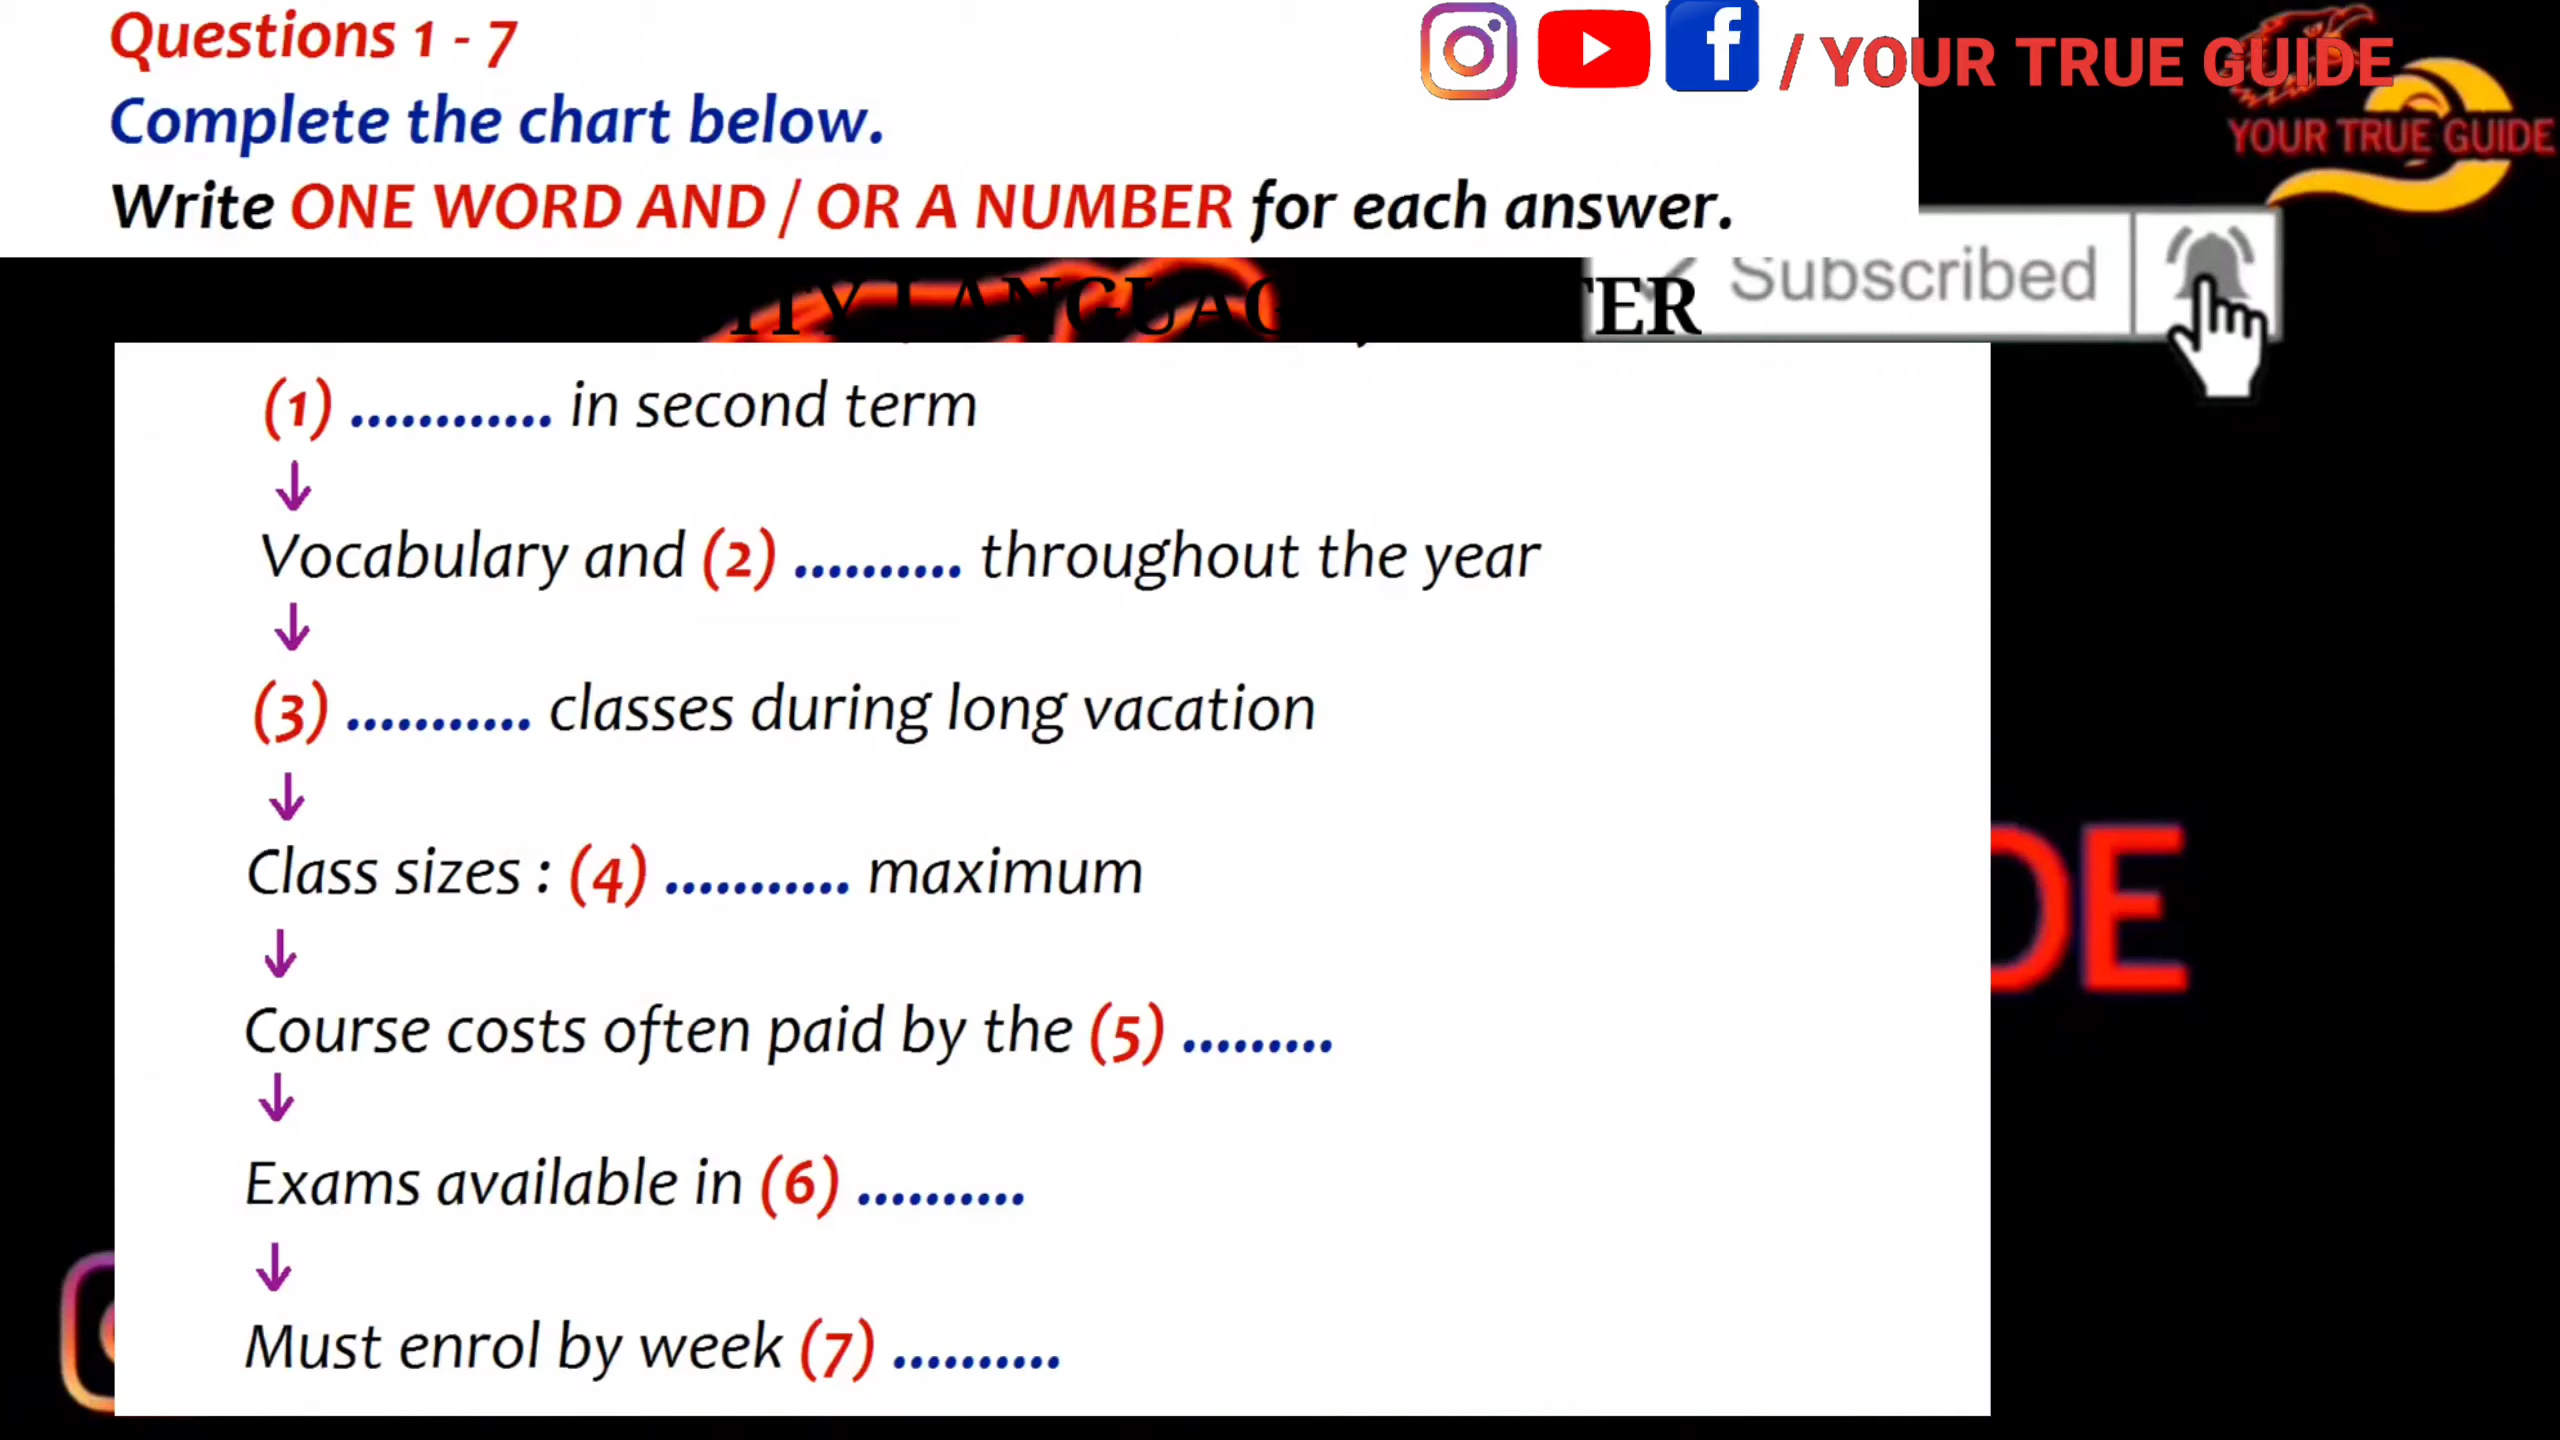 Questions 1 - 7
/ YOUR TRUE GUIDE
Complete the chart below.
YOUR TRUE GUIDE
Write ONE WORD AND / OR A NUMBER for each answer.
Subscribed
(1) ............ in second term
↓
Vocabulary and (2) .......... throughout the year
↓
(3) ........... classes during long vacation
↓
Class sizes : (4) ........... maximum
↓
Course costs often paid by the (5) .........
↓
Exams available in (6) ..........
↓
Must enrol by week (7) ..........